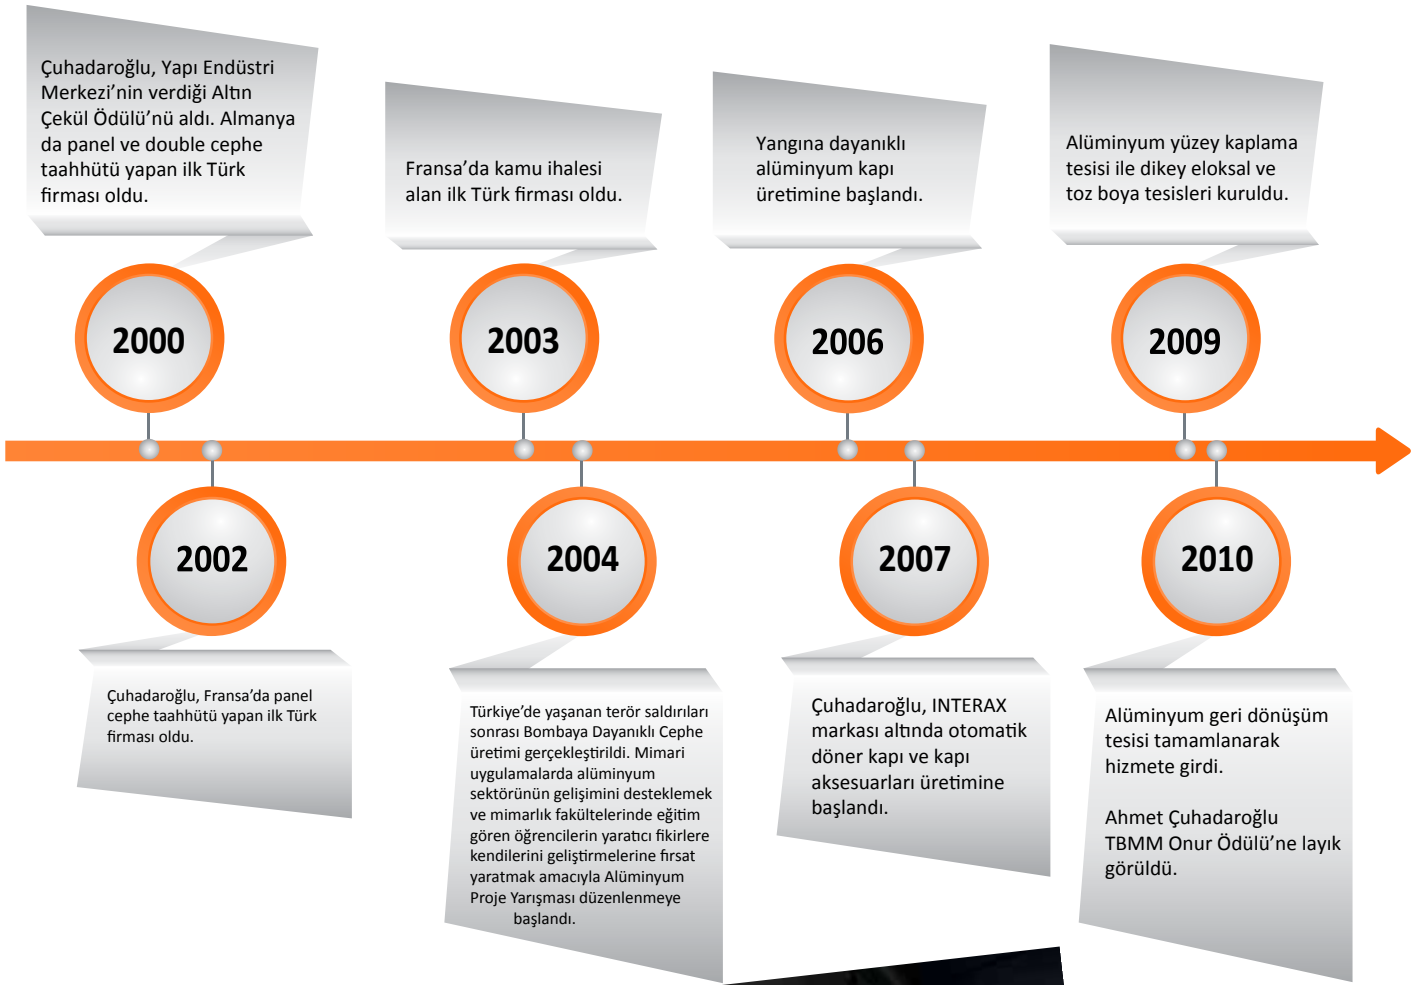 Çuhadaroğlu, Yapı Endüstri
Merkezi’nin verdiği Altın
Çekül Ödülü’nü aldı. Almanya
da panel ve double cephe
taahhütü yapan ilk Türk
firması oldu.
2000
Fransa’da kamu ihalesi
alan ilk Türk firması oldu.
2003
Yangına dayanıklı
alüminyum kapı
üretimine başlandı.
2006
Alüminyum yüzey kaplama
tesisi ile dikey eloksal ve
toz boya tesisleri kuruldu.
2009
2002
Çuhadaroğlu, Fransa’da panel
cephe taahhütü yapan ilk Türk
firması oldu.
2004
Türkiye’de yaşanan terör saldırıları
sonrası Bombaya Dayanıklı Cephe
üretimi gerçekleştirildi. Mimari
uygulamalarda alüminyum
sektörünün gelişimini desteklemek
ve mimarlık fakültelerinde eğitim
gören öğrencilerin yaratıcı fikirlere
kendilerini geliştirmelerine fırsat
yaratmak amacıyla Alüminyum
Proje Yarışması düzenlenmeye
başlandı.
2007
Çuhadaroğlu, INTERAX
markası altında otomatik
döner kapı ve kapı
aksesuarları üretimine
başlandı.
2010
Alüminyum geri dönüşüm
tesisi tamamlanarak
hizmete girdi.
Ahmet Çuhadaroğlu
TBMM Onur Ödülü’ne layık
görüldü.